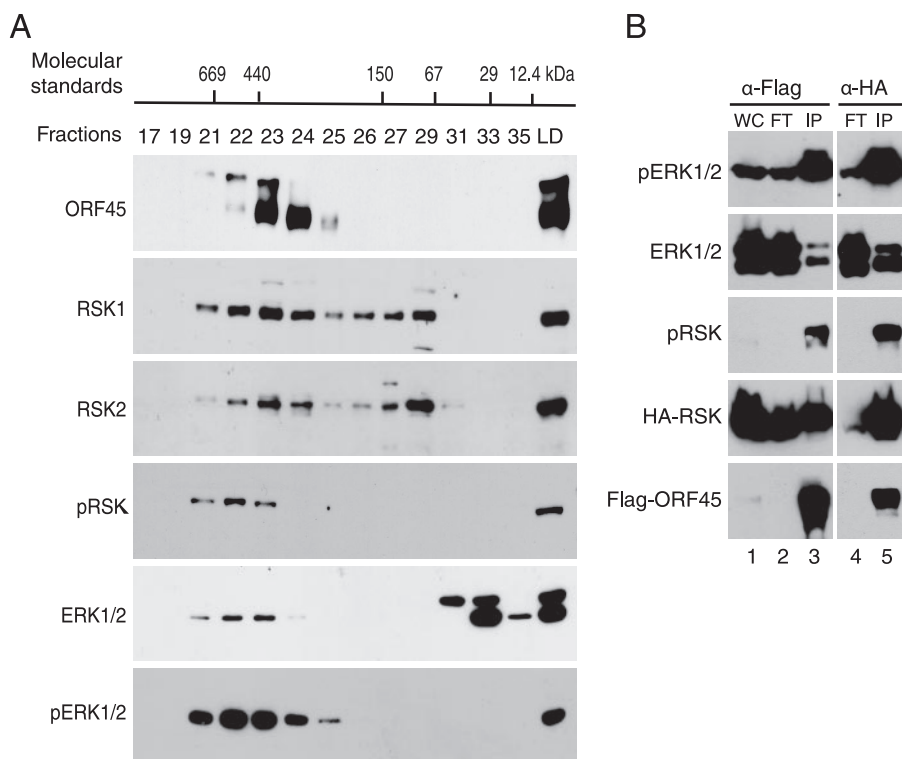 A
Molecular standards 669 440 150 67 29 12.4 kDa
Fractions 17 19 21 22 23 24 25 26 27 29 31 33 35 LD
ORF45
RSK1
RSK2
pRSK
ERK1/2
pERK1/2
B
α-Flag α-HA
WC FT IP FT IP
pERK1/2
ERK1/2
pRSK
HA-RSK
Flag-ORF45
1 2 3 4 5